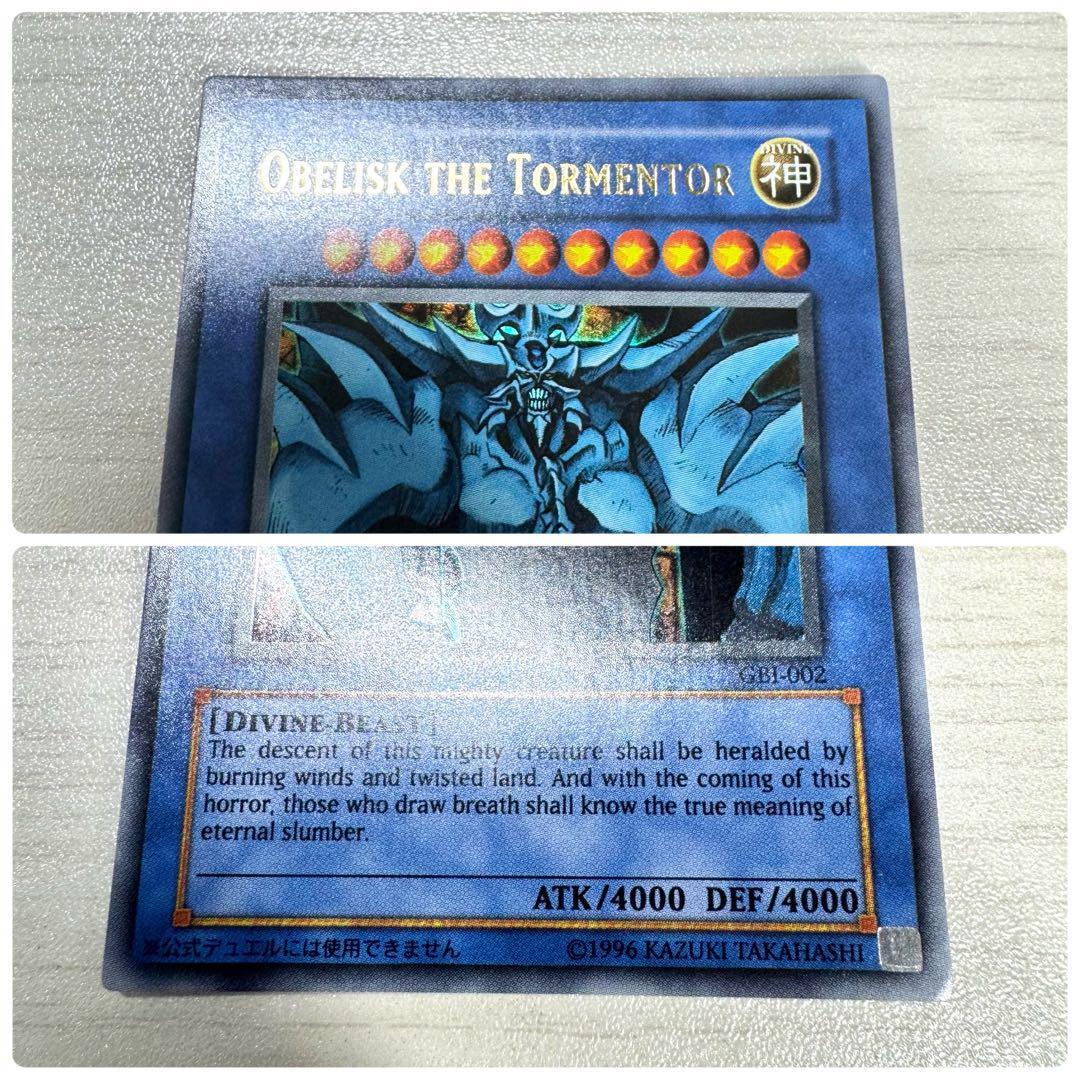 OBELISK THE TORMENTOR
DIVINE
神
GBI-002
[DIVINE-BEAST]
The descent of this mighty creature shall be heralded by
burning winds and twisted land. And with the coming of this
horror, those who draw breath shall know the true meaning of
eternal slumber.
ATK/4000 DEF/4000
※公式デュエルには使用できません
©1996 KAZUKI TAKAHASHI